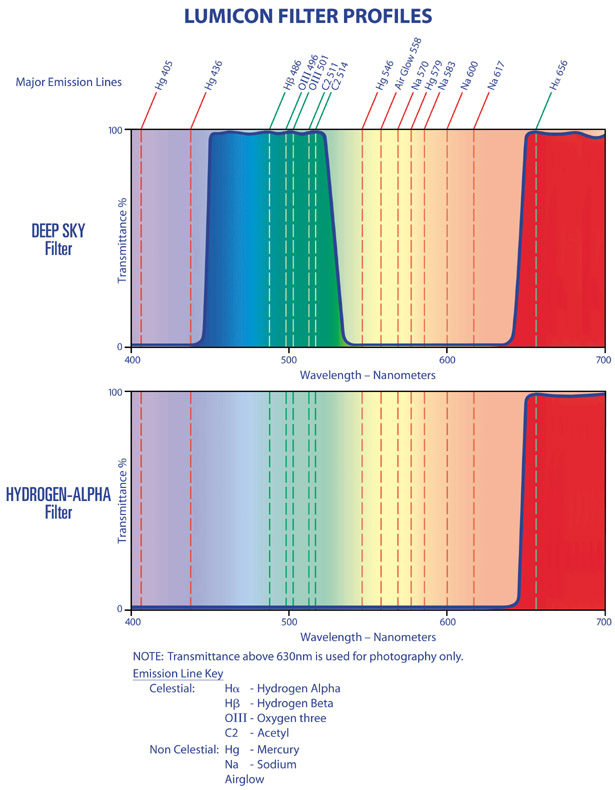 LUMICON FILTER PROFILES
Major Emission Lines
Hg 405
Hg 436
Hβ 486
OIII 496
OIII 501
C2 511
C2 514
Hg 546
Air Glow 558
Na 570
Hg 579
Na 583
Na 600
Na 617
Hα 656
DEEP SKY
Filter
Transmittance %
100
0
400
500
600
700
Wavelength – Nanometers
HYDROGEN-ALPHA
Filter
Transmittance %
100
0
400
500
600
700
Wavelength – Nanometers
NOTE: Transmittance above 630nm is used for photography only.
Emission Line Key
Celestial: Hα - Hydrogen Alpha
Hβ - Hydrogen Beta
OIII - Oxygen three
C2 - Acetyl
Non Celestial: Hg - Mercury
Na - Sodium
Airglow